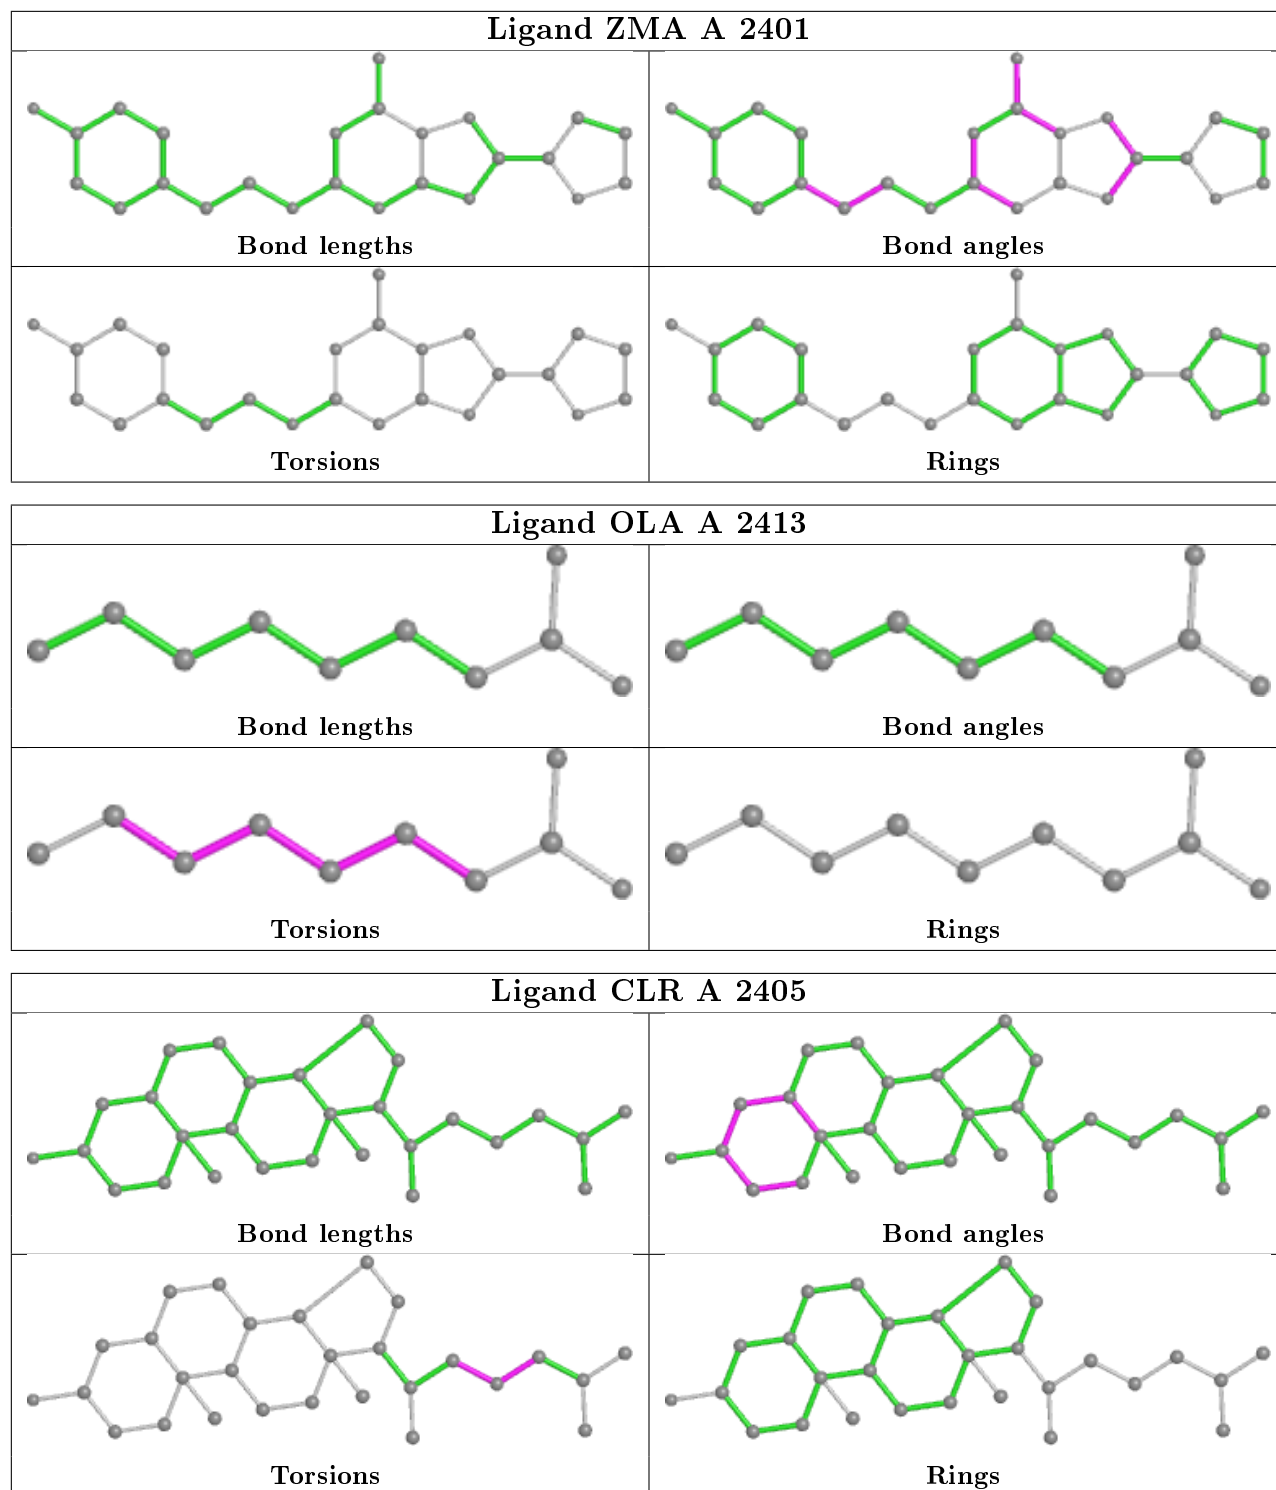 Ligand ZMA A 2401
Bond lengths
Bond angles
Torsions
Rings
Ligand OLA A 2413
Bond lengths
Bond angles
Torsions
Rings
Ligand CLR A 2405
Bond lengths
Bond angles
Torsions
Rings